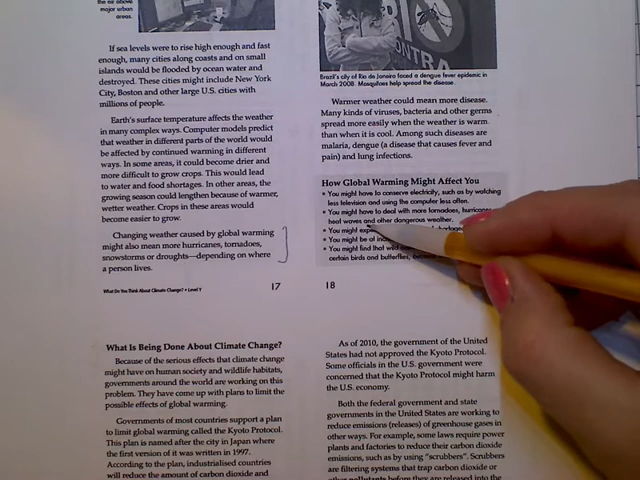 the air above
major urban
areas.
If sea levels were to rise high enough and fast
enough, many cities along coasts and on small
islands would be flooded by ocean water and
destroyed. These cities might include New York
City, Boston and other large U.S. cities with
millions of people.
Earth's surface temperature affects the weather
in many complex ways. Computer models predict
that weather in different parts of the world would
be affected by continued warming in different
ways. In some areas, it could become drier and
more difficult to grow crops. This would lead
to water and food shortages. In other areas, the
growing season could lengthen because of warmer,
wetter weather. Crops in these areas would
become easier to grow.
Changing weather caused by global warming
might also mean more hurricanes, tornadoes,
snowstorms or droughts—depending on where
a person lives.
What Do You Think About Climate Change? • Level Y
17
ONTRA
Brazil's city of Rio de Janeiro faced a dengue fever epidemic in
March 2008. Mosquitoes help spread the disease.
Warmer weather could mean more disease.
Many kinds of viruses, bacteria and other germs
spread more easily when the weather is warm
than when it is cool. Among such diseases are
malaria, dengue (a disease that causes fever and
pain) and lung infections.
How Global Warming Might Affect You
• You might have to conserve electricity, such as by watching
less television and using the computer less often.
• You might have to deal with more tornadoes, hurricanes,
heat waves and other dangerous weather.
• You might
• You might be at
• You might find that wild
certain birds and butterflies,
18
What Is Being Done About Climate Change?
Because of the serious effects that climate change
might have on human society and wildlife habitats,
governments around the world are working on this
problem. They have come up with plans to limit the
possible effects of global warming.
Governments of most countries support a plan
to limit global warming called the Kyoto Protocol.
This plan is named after the city in Japan where
the first version of it was written in 1997.
According to the plan, industrialised countries
will reduce the amount of carbon dioxide and
As of 2010, the government of the United
States had not approved the Kyoto Protocol.
Some officials in the U.S. government were
concerned that the Kyoto Protocol might harm
the U.S. economy.
Both the federal government and state
governments in the United States are working to
reduce emissions (releases) of greenhouse gases in
other ways. For example, some laws require power
plants and factories to reduce their carbon dioxide
emissions, such as by using "scrubbers". Scrubbers
are filtering systems that trap carbon dioxide or
other pollutants before they are released into the